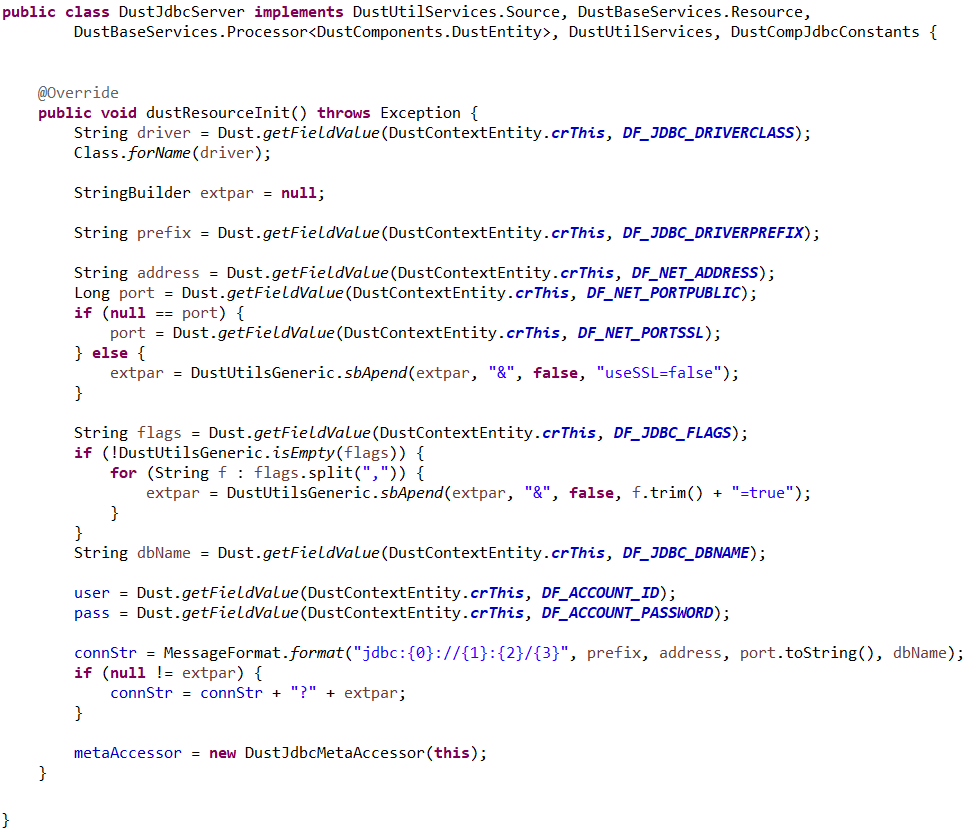 public class DustJdbcServer implements DustUtilServices.Source, DustBaseServices.Resource,
        DustBaseServices.Processor<DustComponents.DustEntity>, DustUtilServices, DustCompJdbcConstants {

    @Override
    public void dustResourceInit() throws Exception {
        String driver = Dust.getFieldValue(DustContextEntity.crThis, DF_JDBC_DRIVERCLASS);
        Class.forName(driver);

        StringBuilder extpar = null;

        String prefix = Dust.getFieldValue(DustContextEntity.crThis, DF_JDBC_DRIVERPREFIX);

        String address = Dust.getFieldValue(DustContextEntity.crThis, DF_NET_ADDRESS);
        Long port = Dust.getFieldValue(DustContextEntity.crThis, DF_NET_PORTPUBLIC);
        if (null == port) {
            port = Dust.getFieldValue(DustContextEntity.crThis, DF_NET_PORTSSL);
        } else {
            extpar = DustUtilsGeneric.sbApend(extpar, "&", false, "useSSL=false");
        }

        String flags = Dust.getFieldValue(DustContextEntity.crThis, DF_JDBC_FLAGS);
        if (!DustUtilsGeneric.isEmpty(flags)) {
            for (String f : flags.split(",")) {
                extpar = DustUtilsGeneric.sbApend(extpar, "&", false, f.trim() + "=true");
            }
        }
        String dbName = Dust.getFieldValue(DustContextEntity.crThis, DF_JDBC_DBNAME);

        user = Dust.getFieldValue(DustContextEntity.crThis, DF_ACCOUNT_ID);
        pass = Dust.getFieldValue(DustContextEntity.crThis, DF_ACCOUNT_PASSWORD);

        connStr = MessageFormat.format("jdbc:{0}://{1}:{2}/{3}", prefix, address, port.toString(), dbName);
        if (null != extpar) {
            connStr = connStr + "?" + extpar;
        }

        metaAccessor = new DustJdbcMetaAccessor(this);
    }

}